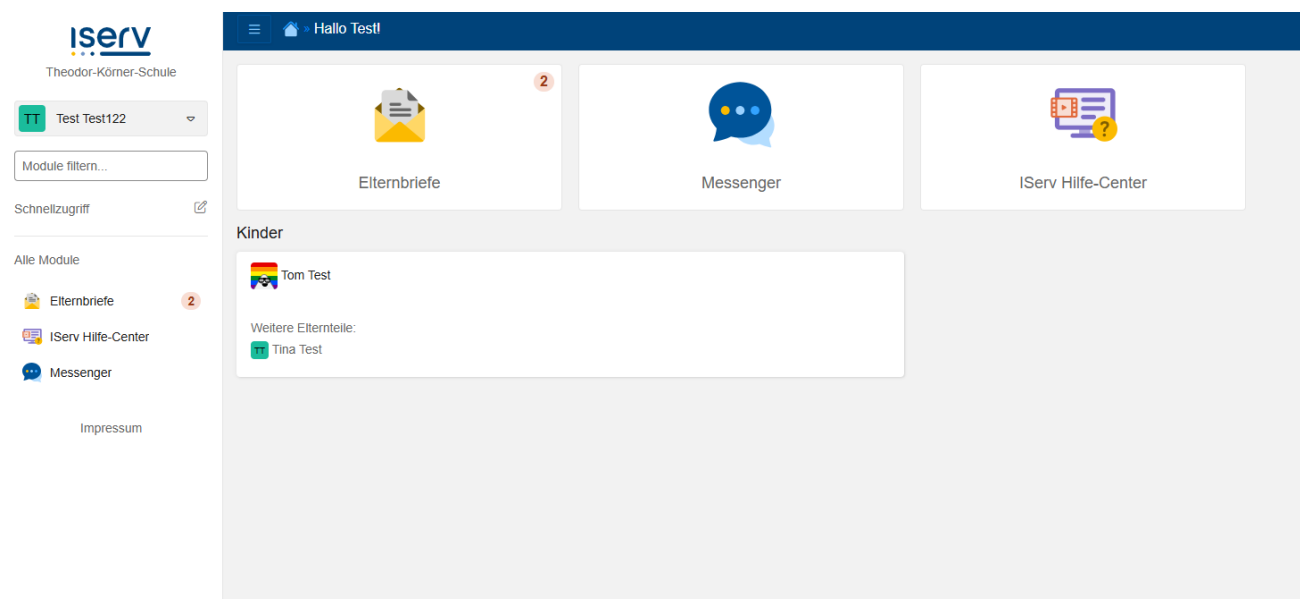 Iserv
Theodor-Körner-Schule
TT Test Test122
Module filtern...
Schnellzugriff
Alle Module
Elternbriefe 2
IServ Hilfe-Center
Messenger
Impressum
» Hallo Test!
2
Elternbriefe
Messenger
?
IServ Hilfe-Center
Kinder
Tom Test
Weitere Elternteile:
TT Tina Test